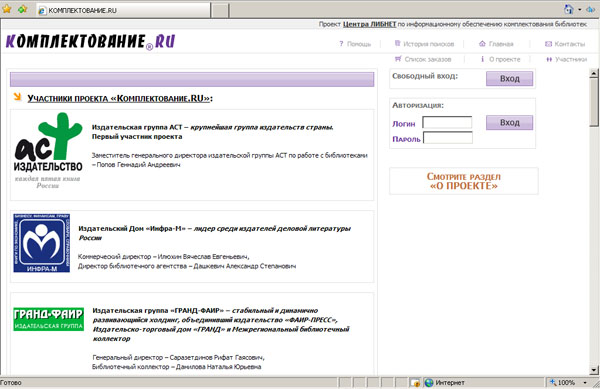 КОМПЛЕКТОВАНИЕ.RU
Проект Центра ЛИБНЕТ по информационному обеспечению комплектования библиотек
КОМПЛЕКТОВАНИЕ®RU
? Помощь
История поисков
Главная
Контакты
Список заказов
О проекте
Участники
Участники проекта «Комплектование.RU»:
Свободный вход:
Вход
Авторизация:
Логин
Пароль
Вход
Смотрите раздел
«О ПРОЕКТЕ»
аст
ИЗДАТЕЛЬСТВО
каждая пятая книга
России
Издательская группа АСТ – крупнейшая группа издательств страны.
Первый участник проекта
Заместитель генерального директора издательской группы АСТ по работе с библиотеками
– Попов Геннадий Андреевич
ИНФРА-М
Издательский Дом «Инфра-М» – лидер среди издателей деловой литературы
России
Коммерческий директор – Илюхин Вячеслав Евгеньевич,
Директор библиотечного агентства – Дашкевич Александр Степанович
ГРАНД-ФАИР
ИЗДАТЕЛЬСКАЯ ГРУППА
Издательская группа «ГРАНД-ФАИР» – стабильный и динамично
развивающийся холдинг, объединивший издательство «ФАИР-ПРЕСС»,
Издательско-торговый дом «ГРАНД» и Межрегиональный библиотечный
коллектор
Генеральный директор – Саразетдинов Рифат Гаязович,
Библиотечный коллектор – Данилова Наталья Юрьевна
Готово
Интернет
100%